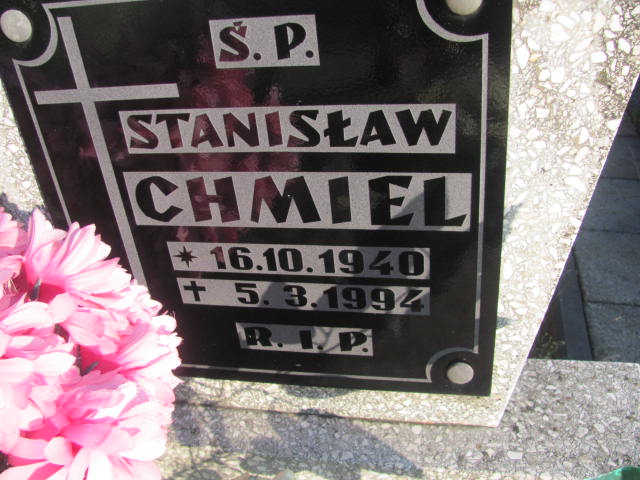 Ś. P.
STANISŁAW
CHMIEL
* 16.10.1940
✝ 5.3.1994
R. I. P.